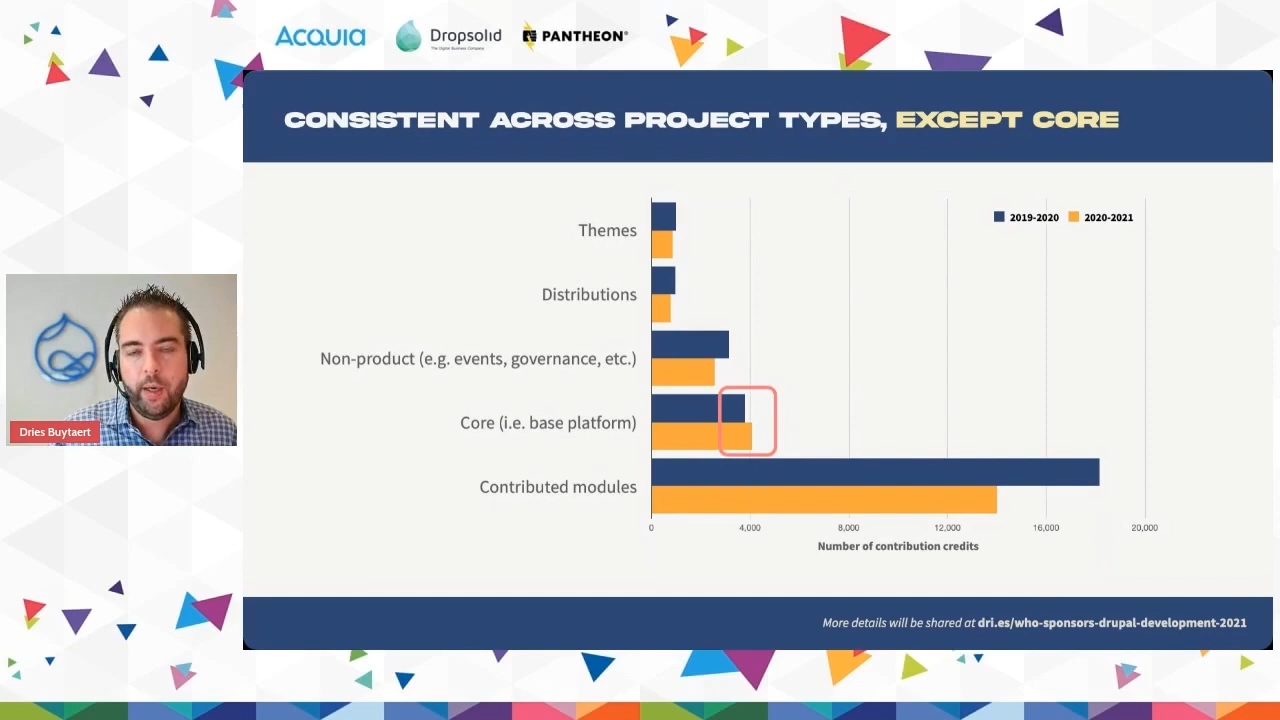 Acquia
Dropsolid
The Digital Business Company
PANTHEON®
CONSISTENT ACROSS PROJECT TYPES, EXCEPT CORE
2019-2020
2020-2021
Themes
Distributions
Non-product (e.g. events, governance, etc.)
Core (i.e. base platform)
Contributed modules
0
4,000
8,000
12,000
16,000
20,000
Number of contribution credits
Dries Buytaert
More details will be shared at dri.es/who-sponsors-drupal-development-2021